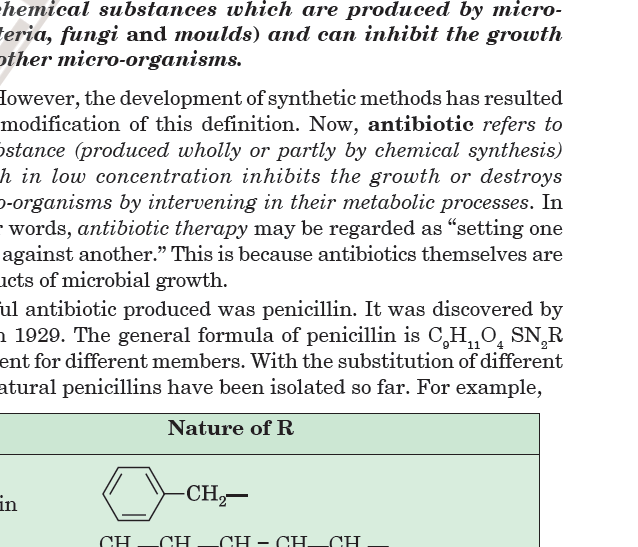 chemical substances which are produced by micro-
teria, fungi and moulds) and can inhibit the growth
other micro-organisms.
However, the development of synthetic methods has resulted
modification of this definition. Now, antibiotic refers to
bstance (produced wholly or partly by chemical synthesis)
h in low concentration inhibits the growth or destroys
o-organisms by intervening in their metabolic processes. In
r words, antibiotic therapy may be regarded as “setting one
against another.” This is because antibiotics themselves are
ucts of microbial growth.
ful antibiotic produced was penicillin. It was discovered by
n 1929. The general formula of penicillin is C₉H₁₁O₄ SN₂R
ent for different members. With the substitution of different
atural penicillins have been isolated so far. For example,
Nature of R
—CH₂—
in
CH —CH —CH = CH—CH —